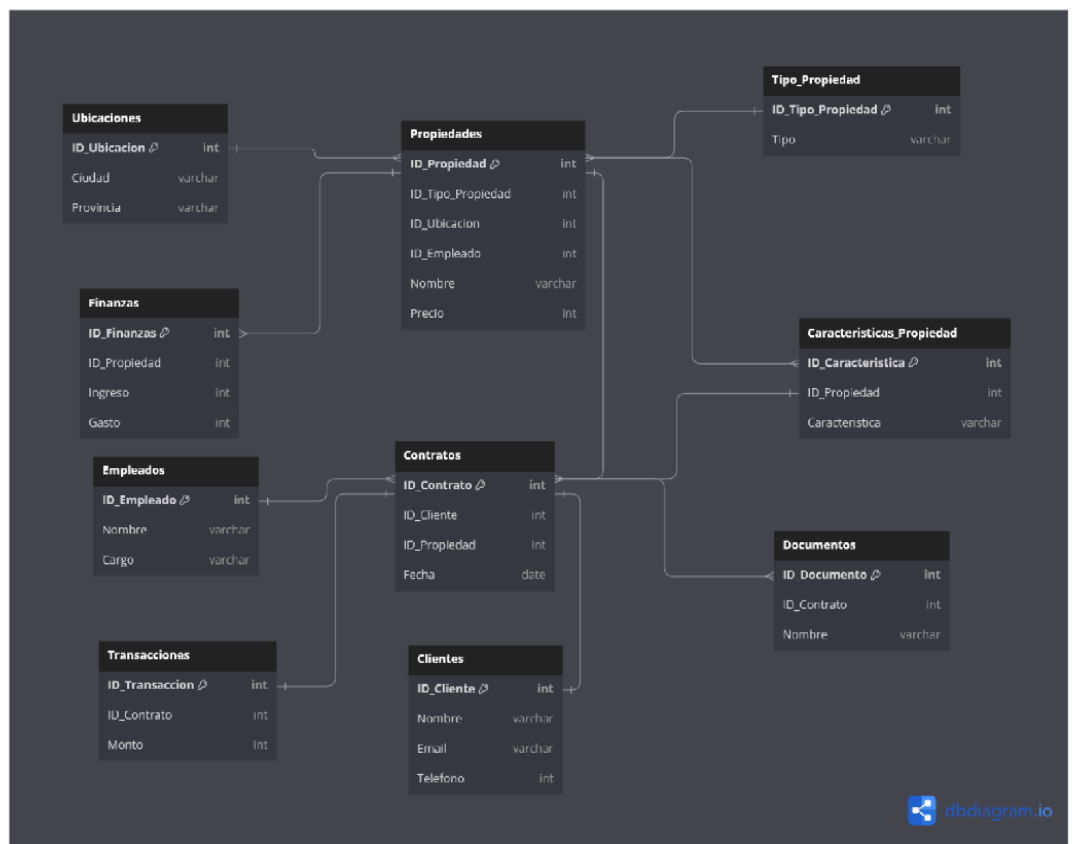 Ubicaciones
ID_Ubicacion int
Ciudad varchar
Provincia varchar
Finanzas
ID_Finanzas int
ID_Propiedad int
Ingreso int
Gasto int
Empleados
ID_Empleado int
Nombre varchar
Cargo varchar
Transacciones
ID_Transaccion int
ID_Contrato int
Monto int
Propiedades
ID_Propiedad int
ID_Tipo_Propiedad int
ID_Ubicacion int
ID_Empleado int
Nombre varchar
Precio int
Contratos
ID_Contrato int
ID_Cliente int
ID_Propiedad int
Fecha date
Clientes
ID_Cliente int
Nombre varchar
Email varchar
Telefono int
Tipo_Propiedad
ID_Tipo_Propiedad int
Tipo varchar
Caracteristicas_Propiedad
ID_Caracteristica int
ID_Propiedad int
Caracteristica varchar
Documentos
ID_Documento int
ID_Contrato int
Nombre varchar
dbdiagram.io